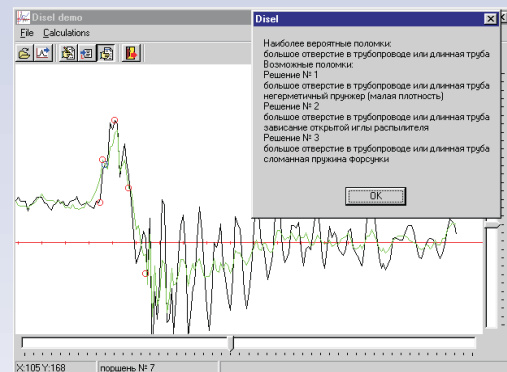 Disel demo
File Calculations
Disel
Наиболее вероятные поломки:
большое отверстие в трубопроводе или длинная труба
Возможные поломки:
Решение № 1
большое отверстие в трубопроводе или длинная труба
негерметичный прунжер (малая плотность)
Решение № 2
большое отверстие в трубопроводе или длинная труба
зависание открытой иглы распылителя
Решение № 3
большое отверстие в трубопроводе или длинная труба
сломанная пружина форсунки
OK
X:105 Y:168
поршень № 7